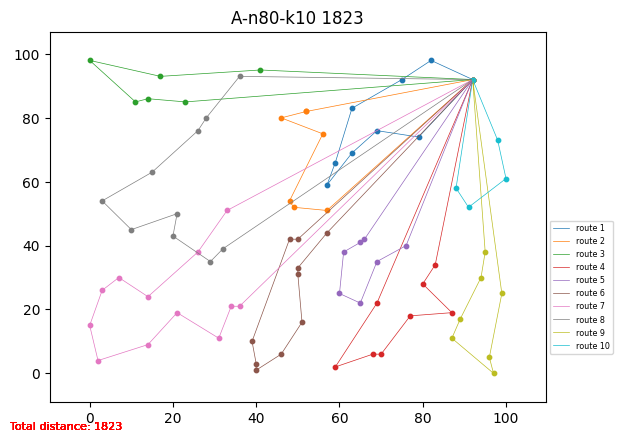 A-n80-k10 1823
100
80
60
40
20
0
0 20 40 60 80 100
route 1
route 2
route 3
route 4
route 5
route 6
route 7
route 8
route 9
route 10
Total distance: 1823